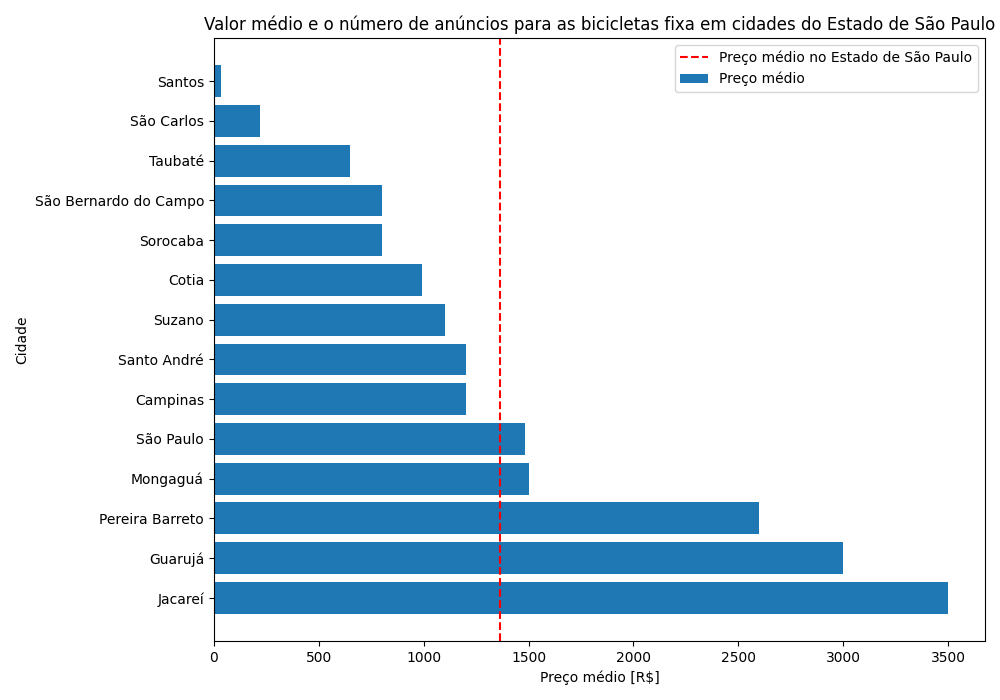 Valor médio e o número de anúncios para as bicicletas fixa em cidades do Estado de São Paulo
Preço médio no Estado de São Paulo
Preço médio
Santos
São Carlos
Taubaté
São Bernardo do Campo
Sorocaba
Cotia
Suzano
Santo André
Campinas
São Paulo
Mongaguá
Pereira Barreto
Guarujá
Jacareí
Cidade
0 500 1000 1500 2000 2500 3000 3500
Preço médio [R$]